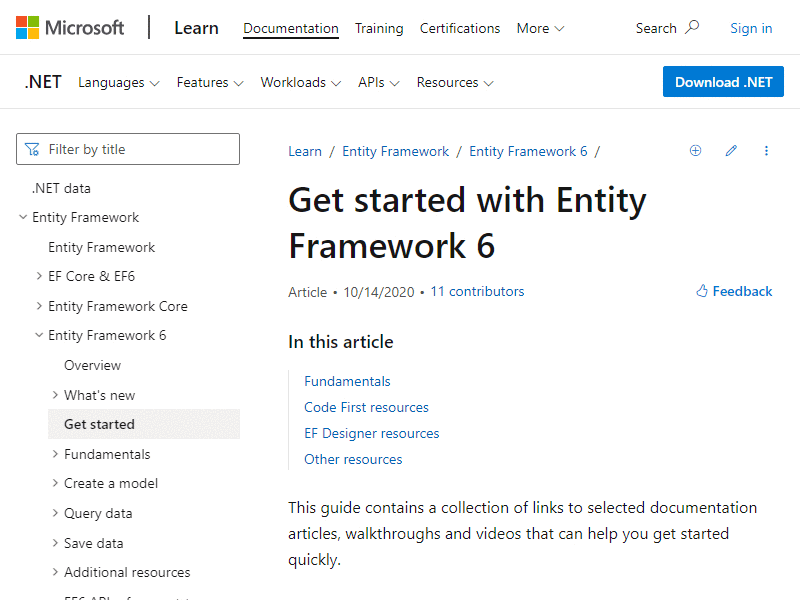 Microsoft Learn Documentation Training Certifications More Search Sign in
.NET Languages Features Workloads APIs Resources Download .NET
Filter by title
.NET data
Entity Framework
Entity Framework
EF Core & EF6
Entity Framework Core
Entity Framework 6
Overview
What's new
Get started
Fundamentals
Create a model
Query data
Save data
Additional resources
Learn / Entity Framework / Entity Framework 6 /
Get started with Entity
Framework 6
Article • 10/14/2020 • 11 contributors
Feedback
In this article
Fundamentals
Code First resources
EF Designer resources
Other resources
This guide contains a collection of links to selected documentation
articles, walkthroughs and videos that can help you get started
quickly.